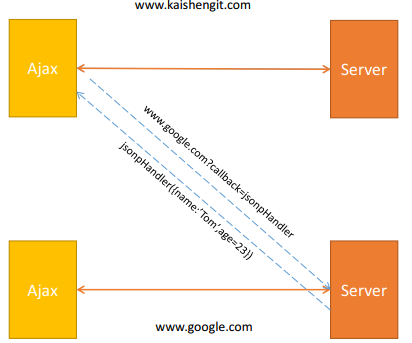 www.kaishengit.com
Ajax
Server
www.google.com?callback=jsonpHandler
jsonpHandler({name:'Tom',age=23})
Ajax
Server
www.google.com